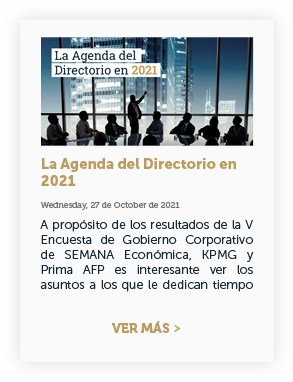 La Agenda del
Directorio en 2021
La Agenda del Directorio en
2021
Wednesday, 27 de October de 2021
A propósito de los resultados de la V
Encuesta de Gobierno Corporativo
de SEMANA Económica, KPMG y
Prima AFP es interesante ver los
asuntos a los que le dedican tiempo
VER MÁS >